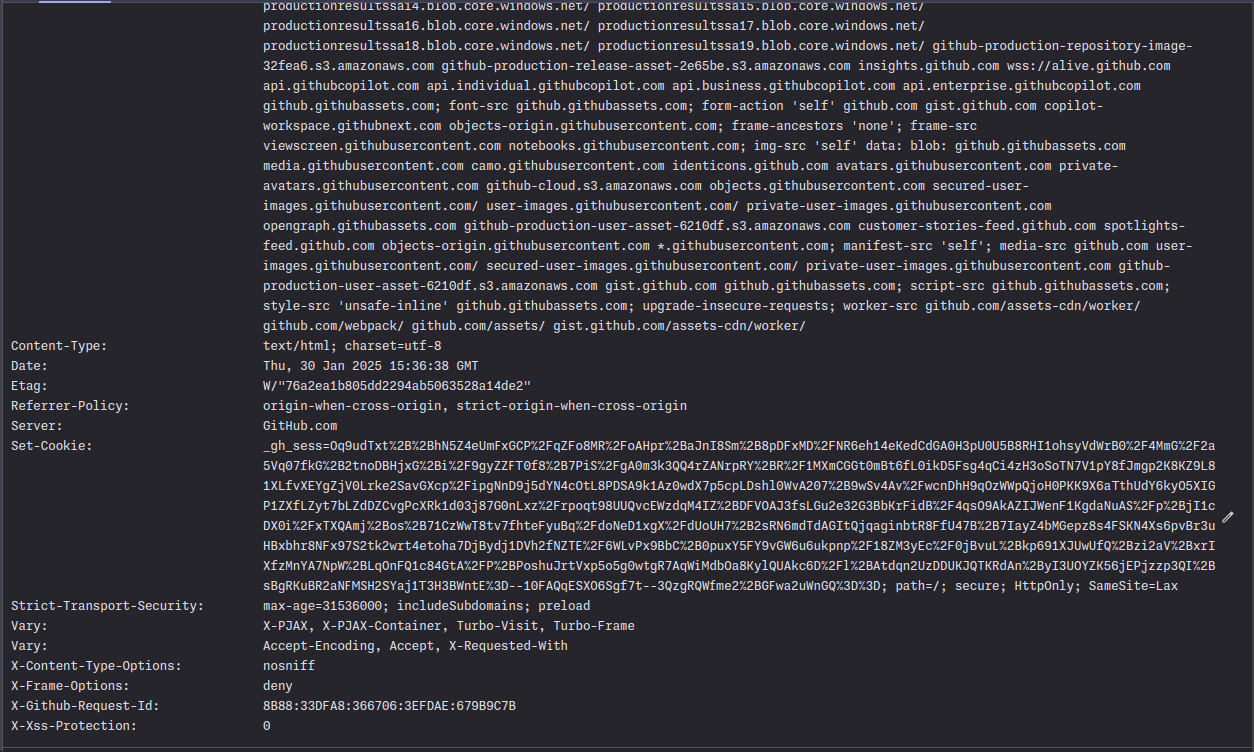 productionresultssa14.blob.core.windows.net/ productionresultssa15.blob.core.windows.net/
productionresultssa16.blob.core.windows.net/ productionresultssa17.blob.core.windows.net/
productionresultssa18.blob.core.windows.net/ productionresultssa19.blob.core.windows.net/ github-production-repository-image-
32fea6.s3.amazonaws.com github-production-release-asset-2e65be.s3.amazonaws.com insights.github.com wss://alive.github.com
api.githubcopilot.com api.individual.githubcopilot.com api.business.githubcopilot.com api.enterprise.githubcopilot.com
github.githubassets.com; font-src github.githubassets.com; form-action 'self' github.com gist.github.com copilot-
workspace.githubnext.com objects-origin.githubusercontent.com; frame-ancestors 'none'; frame-src
viewscreen.githubusercontent.com notebooks.githubusercontent.com; img-src 'self' data: blob: github.githubassets.com
media.githubusercontent.com camo.githubusercontent.com identicons.github.com avatars.githubusercontent.com private-
avatars.githubusercontent.com github-cloud.s3.amazonaws.com objects.githubusercontent.com secured-user-
images.githubusercontent.com/ user-images.githubusercontent.com/ private-user-images.githubusercontent.com
opengraph.githubassets.com github-production-user-asset-6210df.s3.amazonaws.com customer-stories-feed.github.com spotlights-
feed.github.com objects-origin.githubusercontent.com *.githubusercontent.com; manifest-src 'self'; media-src github.com user-
images.githubusercontent.com/ secured-user-images.githubusercontent.com/ private-user-images.githubusercontent.com github-
production-user-asset-6210df.s3.amazonaws.com gist.github.com github.githubassets.com; script-src github.githubassets.com;
style-src 'unsafe-inline' github.githubassets.com; upgrade-insecure-requests; worker-src github.com/assets-cdn/worker/
github.com/webpack/ github.com/assets/ gist.github.com/assets-cdn/worker/
Content-Type: text/html; charset=utf-8
Date: Thu, 30 Jan 2025 15:36:38 GMT
Etag: W/"76a2ea1b805dd2294ab5063528a14de2"
Referrer-Policy: origin-when-cross-origin, strict-origin-when-cross-origin
Server: GitHub.com
Set-Cookie: _gh_sess=Oq9udTxt%2B%2BhN5Z4eUmFxGCP%2FqZFo8MR%2FoAHpr%2BaJnI8Sm%2B8pDFxMD%2FNR6eh14eKedCdGA0H3pU0U5B8RHI1ohsyVdWrB0%2F4MmG%2F2a
5Vq07fkG%2B2tnoDBHjxG%2Bi%2F9gyZZFT0f8%2B7PiS%2FgA0m3k3QQ4rZANrpRY%2BR%2F1MXmCGGt0mBt6fL0ikD5Fsg4qCi4zH3oSoTN7V1pY8fJmgp2K8KZ9L8
1XLfvXEYgZjV0Lrke2SavGXcp%2FipgNnD9j5dYN4cOtL8PDSA9k1Az0wdX7p5cpLDshl0WvA207%2B9wSv4Av%2FwcnDhH9qOzWWpQjoH0PKK9X6aTthUdY6kyO5XIG
P1ZXfLZyt7bLZdDZCvgPcXRk1d03j87G0nLxz%2Frpoqt98UUQvcEWzdqM4IZ%2BDFVOAJ3fsLGu2e32G3BbKrFidB%2F4qsO9AkAZIJWenF1KgdaNuAS%2Fp%2BjI1c
DX0i%2FxTXQAmj%2Bos%2B71CzWwT8tv7fhteFyuBq%2FdoNeD1xgX%2FdUoUH7%2B2sRN6mdTdAGItQjqaginbtR8FfU47B%2B7IayZ4bMGepz8s4FSKN4Xs6pvBr3u
HBxbhr8NFx97S2tk2wrt4etoha7DjBydj1DVh2fNZTE%2F6WLvPx9BbC%2B0puxY5FY9vGW6u6ukpnp%2F18ZM3yEc%2F0jBvuL%2Bkp691XJUwUfQ%2Bzi2aV%2BxrI
XfzMnYA7NpW%2BLqOnFQ1c84GtA%2FP%2BPoshuJrtVxp5o5g0wtgR7AqWiMdbOa8KylQUAkc6D%2Fl%2BAtdqn2UzDDUKJQTKRdAn%2ByI3UOYZK56jEPjzzp3QI%2B
sBgRKuBR2aNFMSH2SYaj1T3H3BWntE%3D--10FAQqESXO6Sgf7t--3QzgRQWfme2%2BGFwa2uWnGQ%3D%3D; path=/; secure; HttpOnly; SameSite=Lax
Strict-Transport-Security: max-age=31536000; includeSubdomains; preload
Vary: X-PJAX, X-PJAX-Container, Turbo-Visit, Turbo-Frame
Vary: Accept-Encoding, Accept, X-Requested-With
X-Content-Type-Options: nosniff
X-Frame-Options: deny
X-Github-Request-Id: 8B88:33DFA8:366706:3EFDAE:679B9C7B
X-Xss-Protection: 0